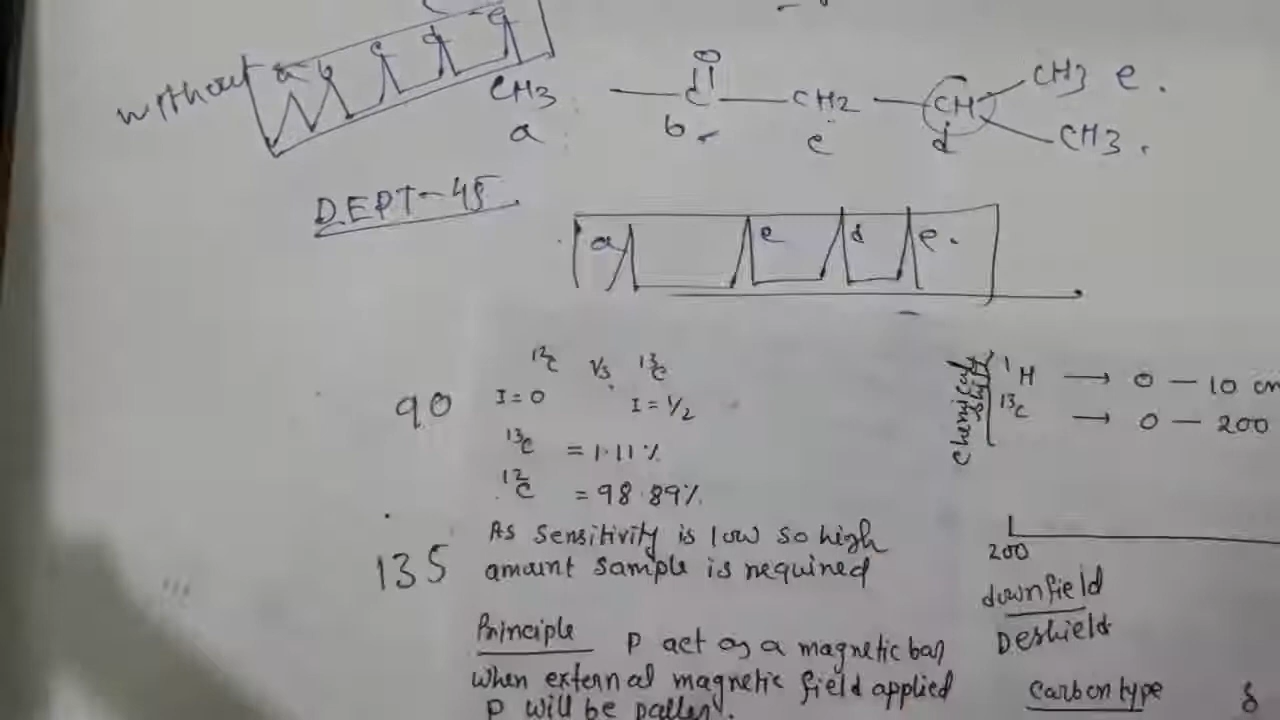 without a b c d e
O
CH3 — C — CH2 — CH CH3 e.
CH3.
a b. c d
DEPT-45.
a c d e.
12C vs 13C
90 I=0 I=1/2
13C = 1.11%
12C = 98.89%
Chemical shift
1H → 0 — 10
13C → 0 — 200
As sensitivity is low so high
135 amount sample is required
200
downfield
Deshield
Principle P act as a magnetic bar
when external magnetic field applied
P will be
Carbon type δ